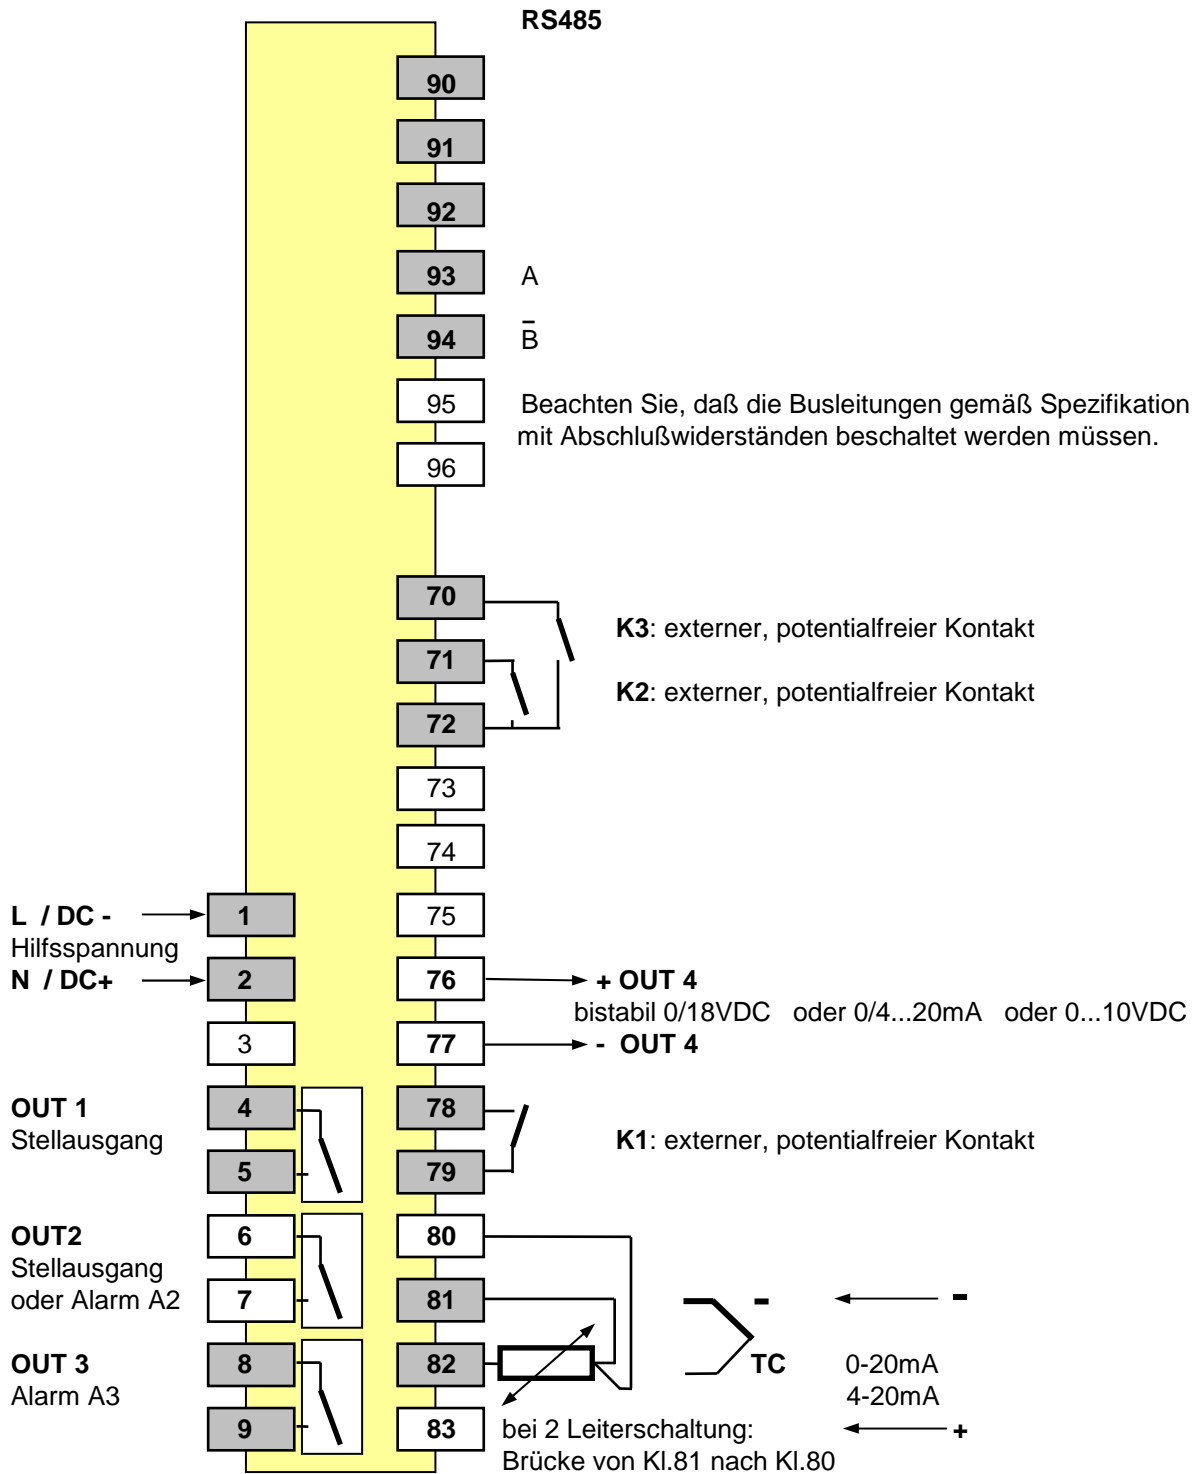 RS485
90
91
92
93 A
94 B̅
95 Beachten Sie, daß die Busleitungen gemäß Spezifikation
mit Abschlußwiderständen beschaltet werden müssen.
96
70
K3: externer, potentialfreier Kontakt
71
K2: externer, potentialfreier Kontakt
72
73
74
L / DC - 1 75
Hilfsspannung
N / DC+ 2 76 + OUT 4
bistabil 0/18VDC oder 0/4...20mA oder 0...10VDC
3 77 - OUT 4
OUT 1 4 78
Stellausgang K1: externer, potentialfreier Kontakt
5 79
OUT2 6 80
Stellausgang
oder Alarm A2 7 81 - -
OUT 3 8 82 TC 0-20mA
Alarm A3 4-20mA
9 83 bei 2 Leiterschaltung: +
Brücke von Kl.81 nach Kl.80